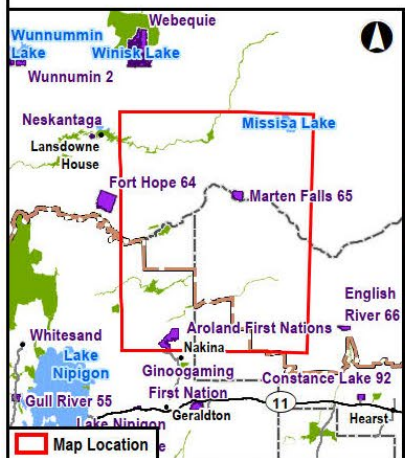 Webequie
Wunnummin
Lake
Winisk Lake
Wunnumin 2
Missisa Lake
Neskantaga
Lansdowne
House
Fort Hope 64
Marten Falls 65
English
River 66
Aroland First Nations
Whitesand
Nakina
Lake
Nipigon
Ginoogaming
First Nation
Constance Lake 92
Gull River 55
11
Geraldton
Hearst
Lake Nipigon
Map Location